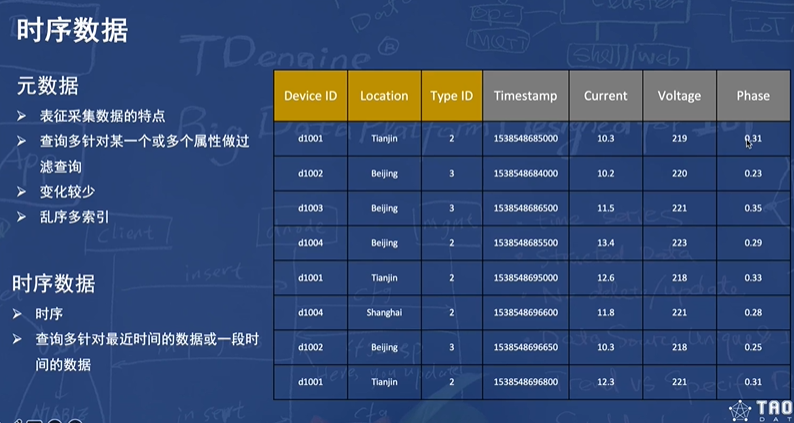 时序数据
TDengine ®
元数据
表征采集数据的特点
查询多针对某一个或多个属性做过
滤查询
变化较少
乱序多索引
时序数据
时序
查询多针对最近时间的数据或一段时
间的数据
Device ID Location Type ID Timestamp Current Voltage Phase
d1001 Tianjin 2 1538548685000 10.3 219 0.31
d1002 Beijing 3 1538548684000 10.2 220 0.23
d1003 Beijing 3 1538548686500 11.5 221 0.35
d1004 Beijing 2 1538548685500 13.4 223 0.29
d1001 Tianjin 2 1538548695000 12.6 218 0.33
d1004 Shanghai 2 1538548696600 11.8 221 0.28
d1002 Beijing 3 1538548696650 10.3 218 0.25
d1001 Tianjin 2 1538548696800 12.3 221 0.31
MQTT
Shell
Web
Client
insert
TAO
DAT